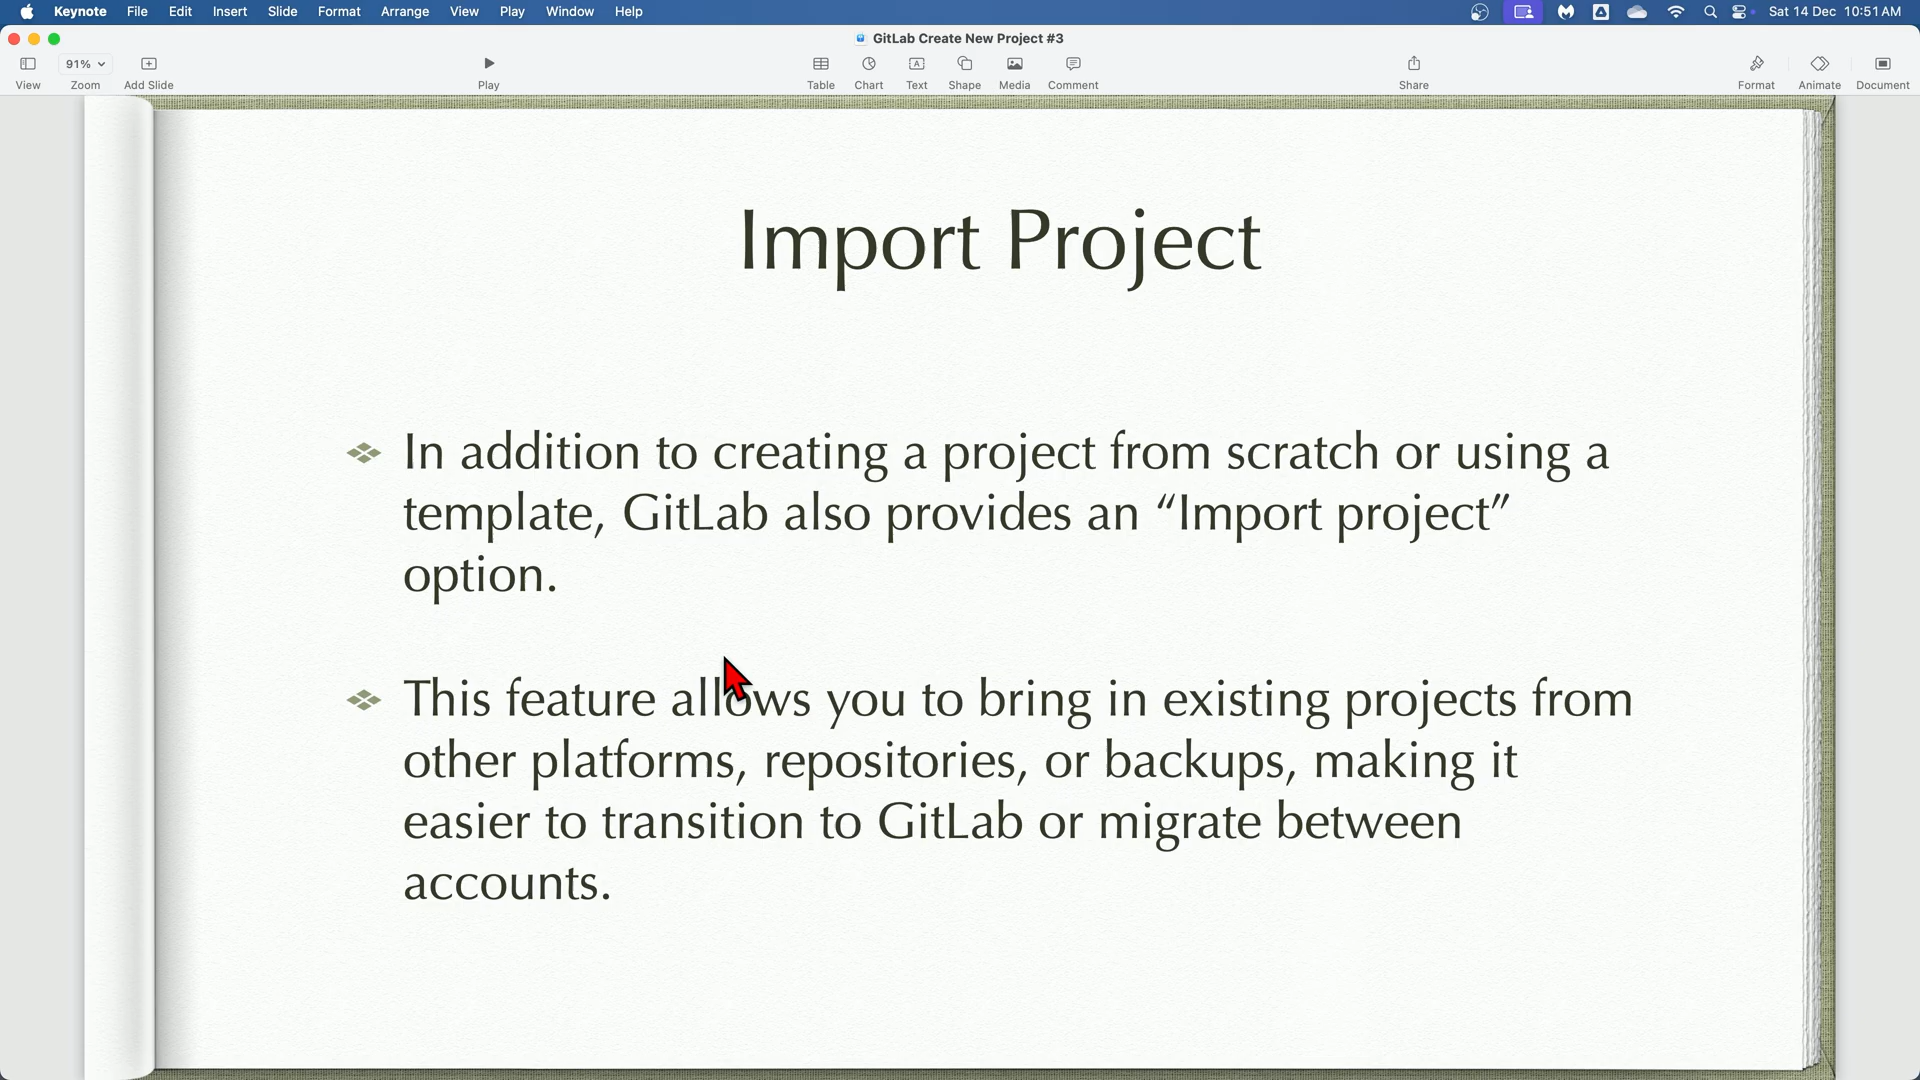 Keynote File Edit Insert Slide Format Arrange View Play Window Help Sat 14 Dec 10:51 AM
GitLab Create New Project #3
91%
View Zoom Add Slide Play Table Chart Text Shape Media Comment Share Format Animate Document
Import Project
In addition to creating a project from scratch or using a
template, GitLab also provides an “Import project”
option.
This feature allows you to bring in existing projects from
other platforms, repositories, or backups, making it
easier to transition to GitLab or migrate between
accounts.